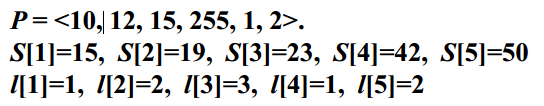 P = <10, 12, 15, 255, 1, 2>.
S[1]=15, S[2]=19, S[3]=23, S[4]=42, S[5]=50
l[1]=1, l[2]=2, l[3]=3, l[4]=1, l[5]=2